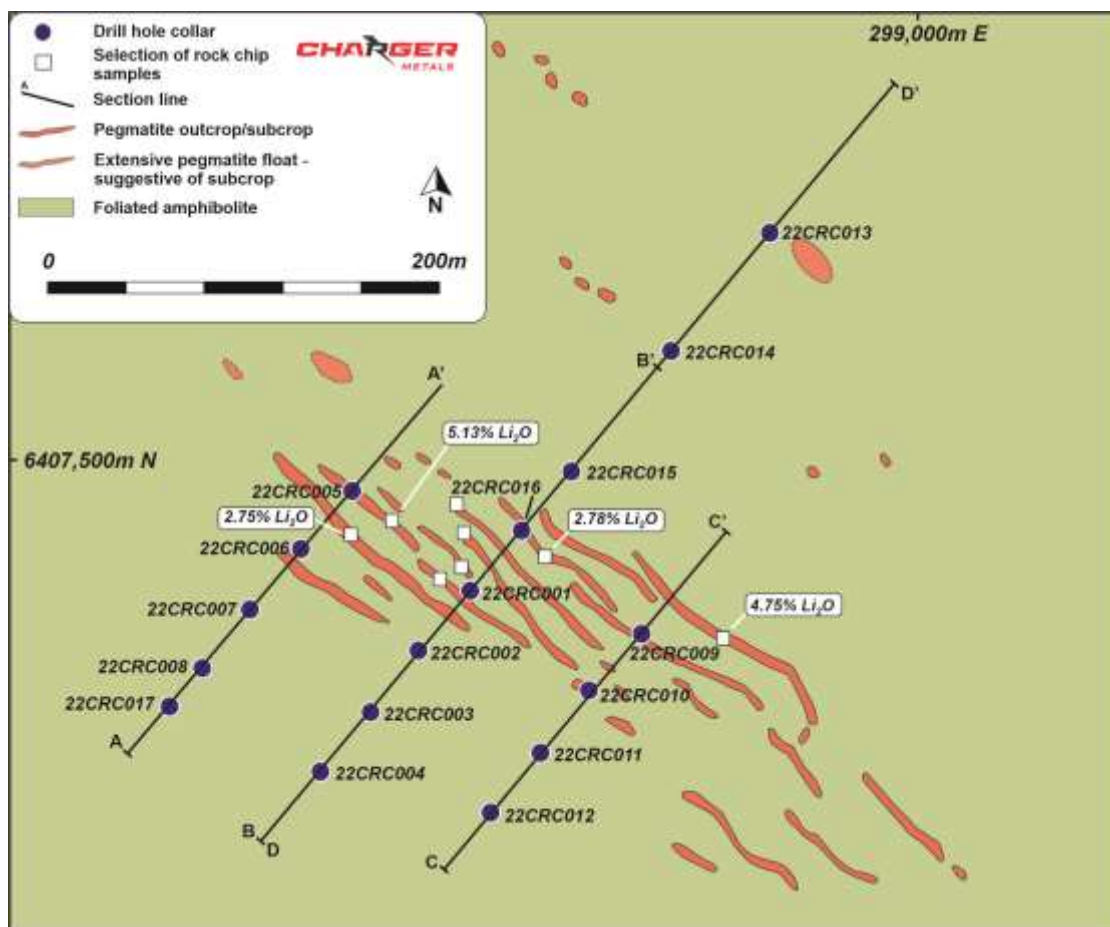 Drill hole collar
Selection of rock chip
samples
A
Section line
Pegmatite outcrop/subcrop
Extensive pegmatite float -
suggestive of subcrop
Foliated amphibolite
CHARGER
METALS
N
0
200m
299,000m E
D'
22CRC013
22CRC014
B'
A'
5.13% Li₂O
6407,500m N
22CRC015
22CRC005
22CRC016
2.75% Li₂O
2.78% Li₂O
C'
22CRC006
22CRC001
22CRC007
4.75% Li₂O
22CRC009
22CRC002
22CRC008
22CRC010
22CRC017
22CRC003
A
22CRC011
22CRC004
22CRC012
B
D
C